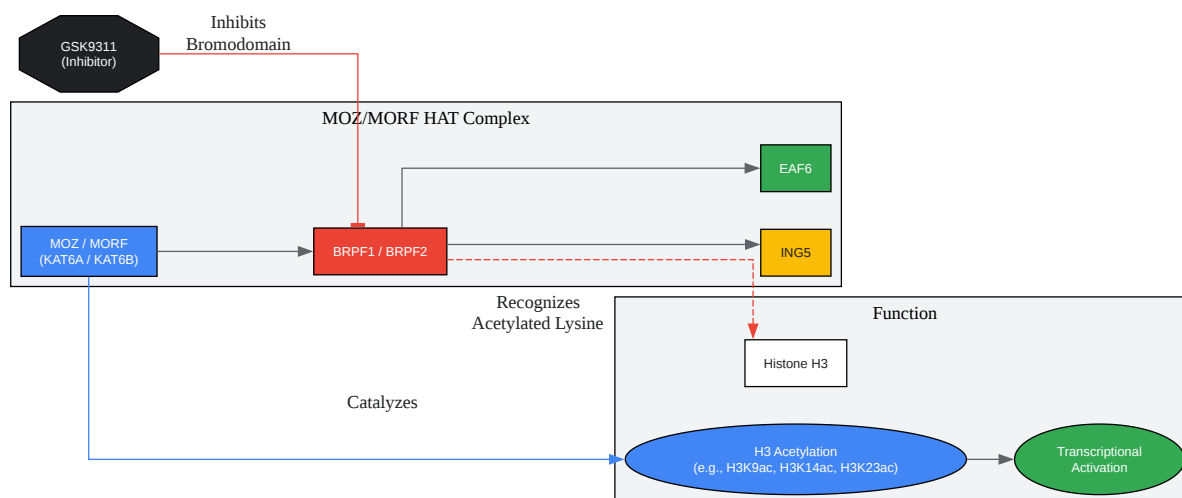 GSK9311
(Inhibitor)
Inhibits
Bromodomain
MOZ/MORF HAT Complex
EAF6
MOZ / MORF
(KAT6A / KAT6B)
BRPF1 / BRPF2
ING5
Recognizes
Acetylated Lysine
Function
Histone H3
Catalyzes
H3 Acetylation
(e.g., H3K9ac, H3K14ac, H3K23ac)
Transcriptional
Activation